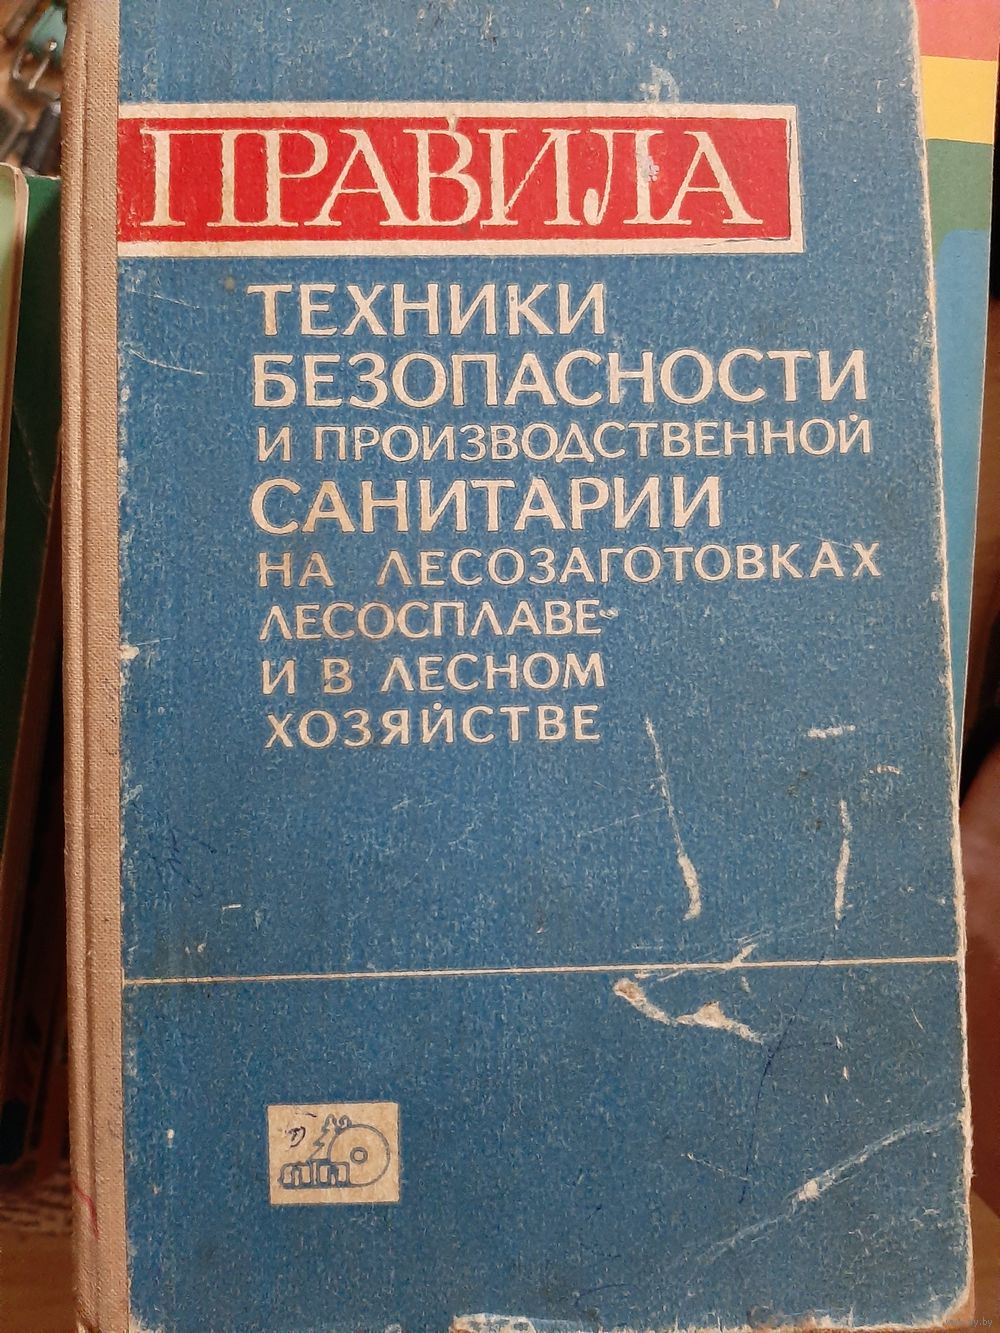 ПРАВИЛА
ТЕХНИКИ
БЕЗОПАСНОСТИ
И ПРОИЗВОДСТВЕННОЙ
САНИТАРИИ
НА ЛЕСОЗАГОТОВКАХ
ЛЕСОСПЛАВЕ
И В ЛЕСНОМ
ХОЗЯЙСТВЕ